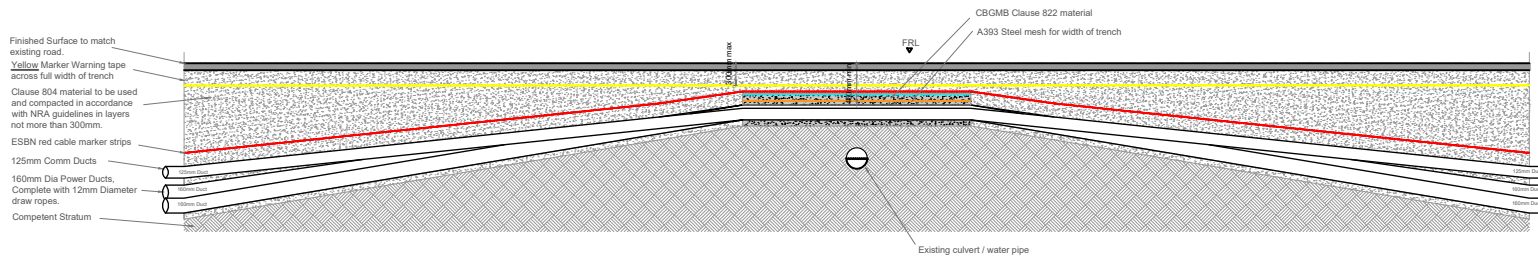 CBGMB Clause 822 material
A393 Steel mesh for width of trench
FRL
Finished Surface to match
existing road.
Yellow Marker Warning tape
across full width of trench
Clause 804 material to be used
and compacted in accordance
with NRA guidelines in layers
not more than 300mm.
ESBN red cable marker strips
125mm Comm Ducts
160mm Dia Power Ducts,
Complete with 12mm Diameter
draw ropes.
Competent Stratum
125mm Duct
160mm Duct
160mm Duct
125mm Du
160mm Du
160mm Du
Existing culvert / water pipe